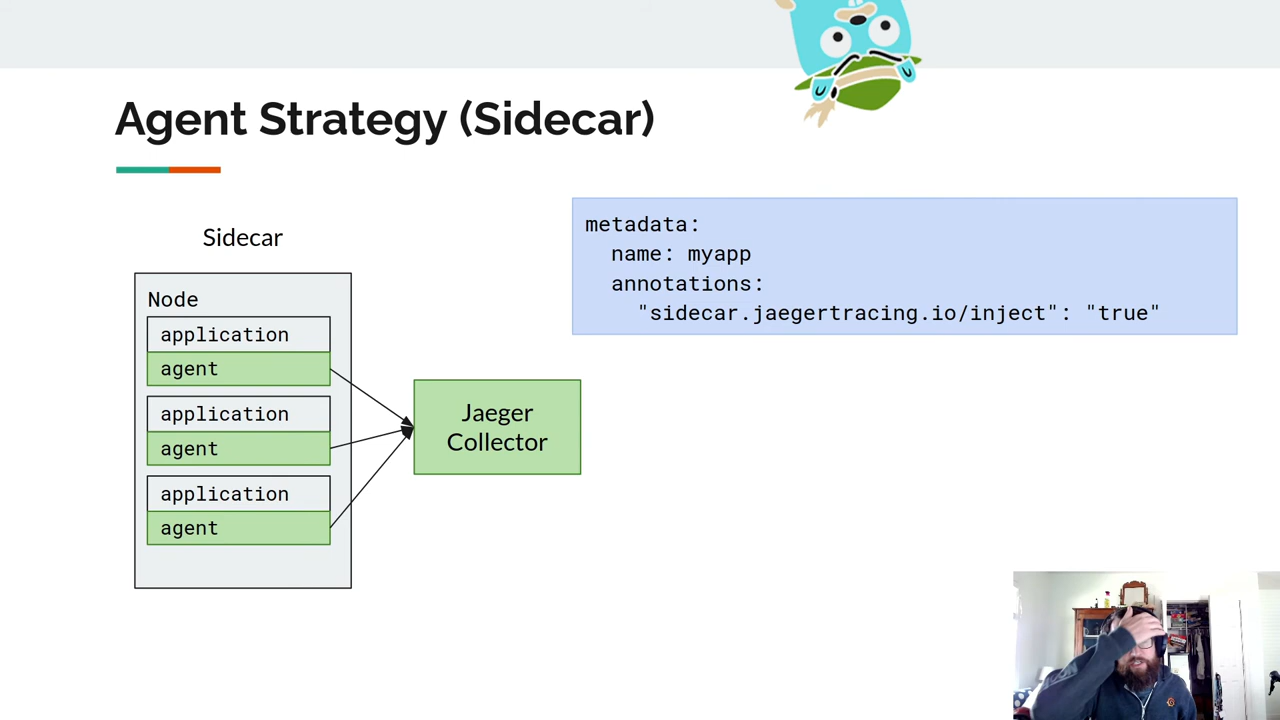 Agent Strategy (Sidecar)
Sidecar
Node
application
agent
application
agent
application
agent
Jaeger
Collector
metadata:
name: myapp
annotations:
"sidecar.jaegertracing.io/inject": "true"